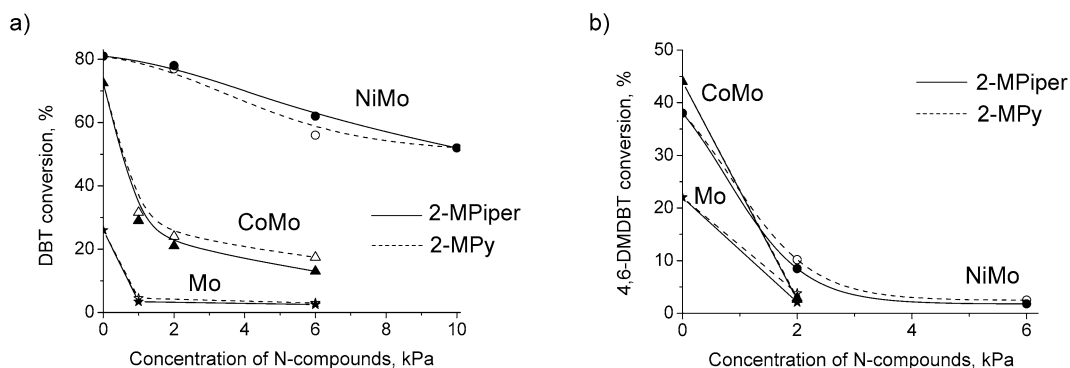 a)
80
60
40
20
0
DBT conversion, %
NiMo
CoMo
Mo
2-MPiper
2-MPy
0 2 4 6 8 10
Concentration of N-compounds, kPa
b)
50
40
30
20
10
0
4,6-DMDBT conversion, %
CoMo
Mo
NiMo
2-MPiper
2-MPy
0 2 4 6
Concentration of N-compounds, kPa